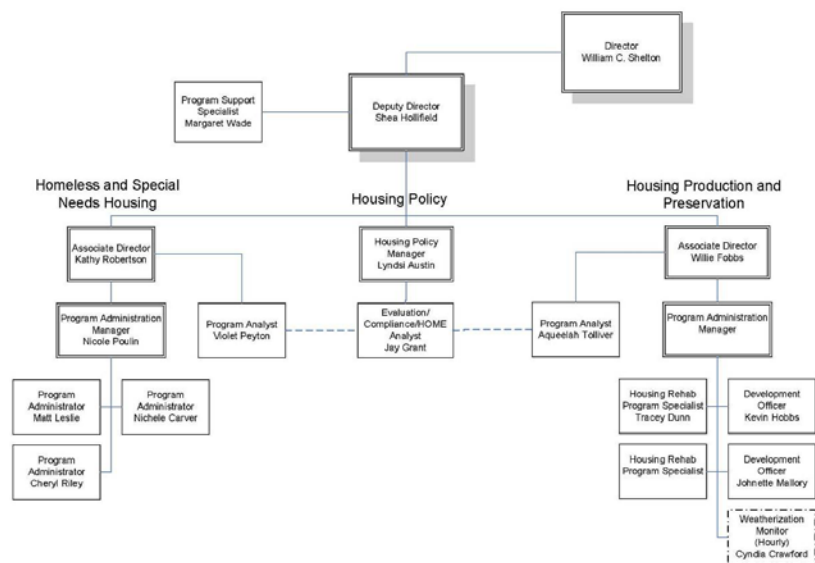 Director
William C. Shelton
Program Support
Specialist
Margaret Wade
Deputy Director
Shea Hollifield
Homeless and Special
Needs Housing
Housing Policy
Housing Production and
Preservation
Associate Director
Kathy Robertson
Housing Policy
Manager
Lyndsi Austin
Associate Director
Willie Fobbs
Program Administration
Manager
Nicole Poulin
Program Analyst
Violet Peyton
Evaluation/
Compliance/HOME
Analyst
Jay Grant
Program Analyst
Aqueelah Tolliver
Program Administration
Manager
Program
Administrator
Matt Leslie
Program
Administrator
Nichele Carver
Housing Rehab
Program Specialist
Tracey Dunn
Development
Officer
Kevin Hobbs
Program
Administrator
Cheryl Riley
Housing Rehab
Program Specialist
Development
Officer
Johnette Mallory
Weatherization
Monitor
(Hourly)
Cyndia Crawford